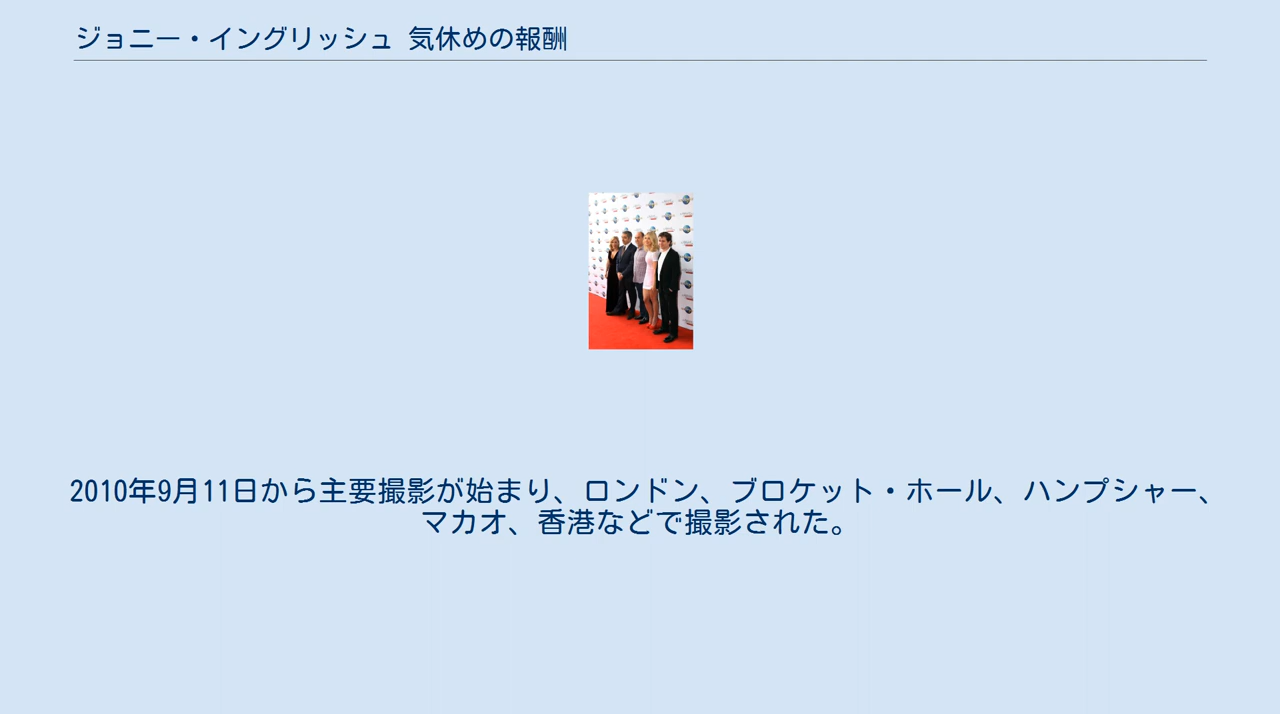 ジョニー・イングリッシュ 気休めの報酬
2010年9月11日から主要撮影が始まり、ロンドン、ブロケット・ホール、ハンプシャー、
マカオ、香港などで撮影された。